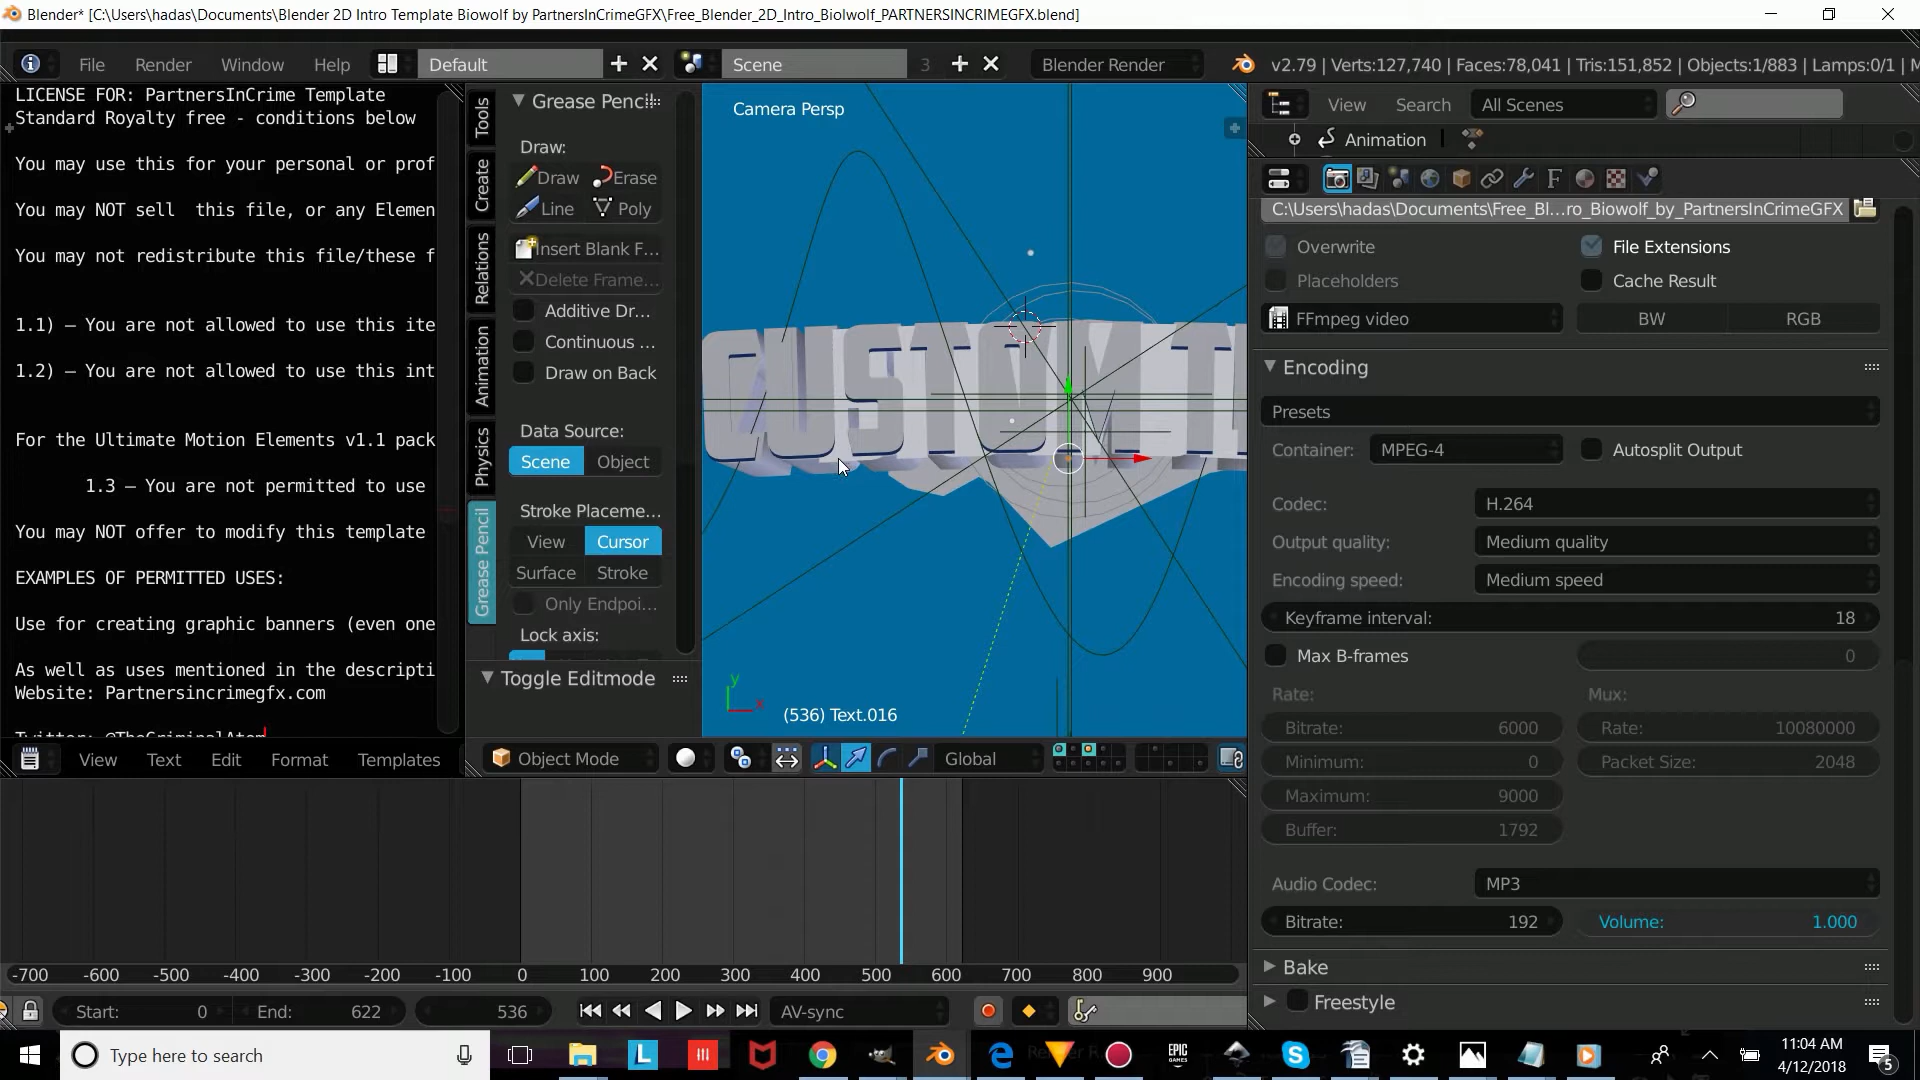 Blender* [C:\Users\hadas\Documents\Blender 2D Intro Template Biowolf by PartnersInCrimeGFX\Free_Blender_2D_Intro_Biolwolf_PARTNERSINCRIMEGFX.blend]
File Render Window Help Default Scene 3 Blender Render v2.79 | Verts:127,740 | Faces:78,041 | Tris:151,852 | Objects:1/883 | Lamps:0/1 | M
LICENSE FOR: PartnersInCrime Template
Standard Royalty free - conditions below
You may use this for your personal or prof
You may NOT sell this file, or any Elemen
You may not redistribute this file/these f
1.1) – You are not allowed to use this ite
1.2) – You are not allowed to use this int
For the Ultimate Motion Elements v1.1 pack
1.3 – You are not permitted to use
You may NOT offer to modify this template
EXAMPLES OF PERMITTED USES:
Use for creating graphic banners (even one
As well as uses mentioned in the descripti
Website: Partnersincrimegfx.com
Twitter: @TheCriminalAtom
View Text Edit Format Templates
Tools
Create
Relations
Animation
Physics
Grease Pencil
Grease Pencil
Draw:
Draw Erase
Line Poly
Insert Blank F...
Delete Frame...
Additive Dr...
Continuous ...
Draw on Back
Data Source:
Scene Object
Stroke Placeme...
View Cursor
Surface Stroke
Only Endpoi...
Lock axis:
Toggle Editmode
Camera Persp
CUSTOM T
y
x
(536) Text.016
Object Mode Global
View Search All Scenes
Animation
C:\Users\hadas\Documents\Free_Bl...ro_Biowolf_by_PartnersInCrimeGFX
Overwrite File Extensions
Placeholders Cache Result
FFmpeg video BW RGB
Encoding
Presets
Container: MPEG-4 Autosplit Output
Codec: H.264
Output quality: Medium quality
Encoding speed: Medium speed
Keyframe interval: 18
Max B-frames 0
Rate: Mux:
Bitrate: 6000 Rate: 10080000
Minimum: 0 Packet Size: 2048
Maximum: 9000
Buffer: 1792
Audio Codec: MP3
Bitrate: 192 Volume: 1.000
Bake
Freestyle
-700 -600 -500 -400 -300 -200 -100 0 100 200 300 400 500 600 700 800 900
Start: 0 End: 622 536 AV-sync
Type here to search
L
EPIC
GAMES
11:04 AM
4/12/2018
5